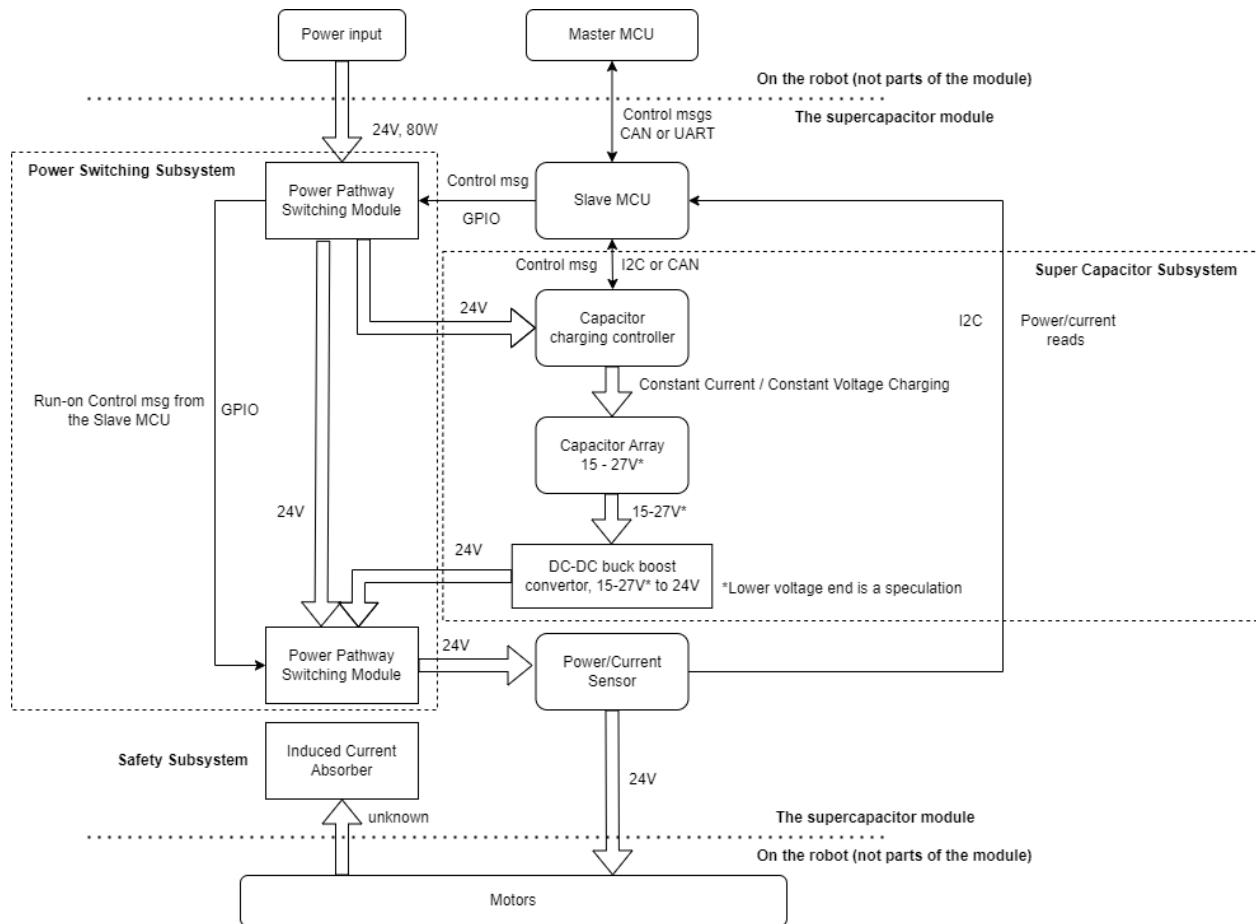 Power input
Master MCU
On the robot (not parts of the module)
Control msgs
CAN or UART
The supercapacitor module
24V, 80W
Power Switching Subsystem
Power Pathway
Switching Module
Control msg
GPIO
Slave MCU
Control msg
I2C or CAN
Super Capacitor Subsystem
24V
Capacitor
charging controller
I2C
Power/current
reads
Constant Current / Constant Voltage Charging
Run-on Control msg from
the Slave MCU
GPIO
Capacitor Array
15 - 27V*
24V
15-27V*
24V
DC-DC buck boost
convertor, 15-27V* to 24V
*Lower voltage end is a speculation
Power Pathway
Switching Module
24V
Power/Current
Sensor
Safety Subsystem
Induced Current
Absorber
24V
unknown
The supercapacitor module
On the robot (not parts of the module)
Motors